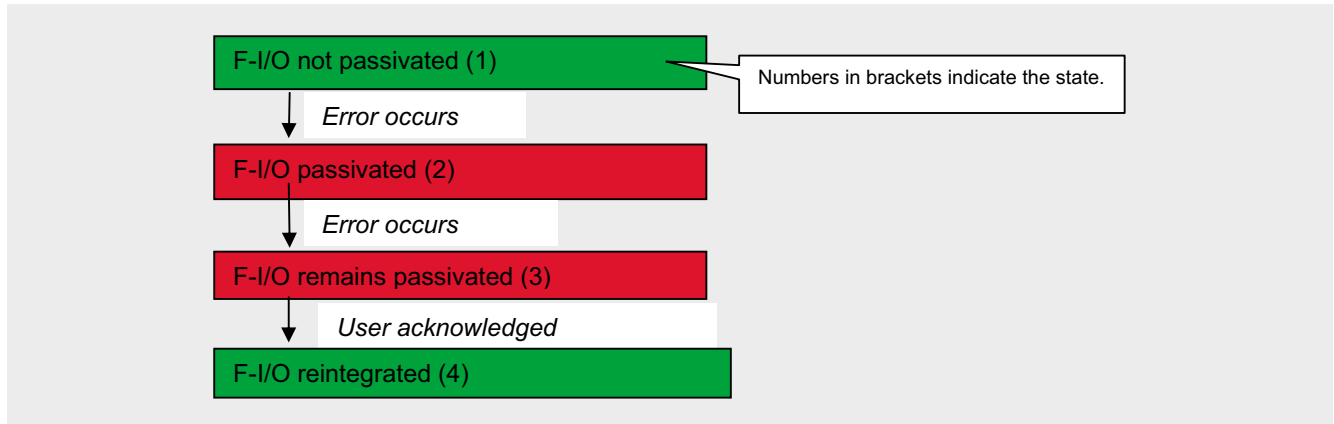 F-I/O not passivated (1)
Numbers in brackets indicate the state.
Error occurs
F-I/O passivated (2)
Error occurs
F-I/O remains passivated (3)
User acknowledged
F-I/O reintegrated (4)